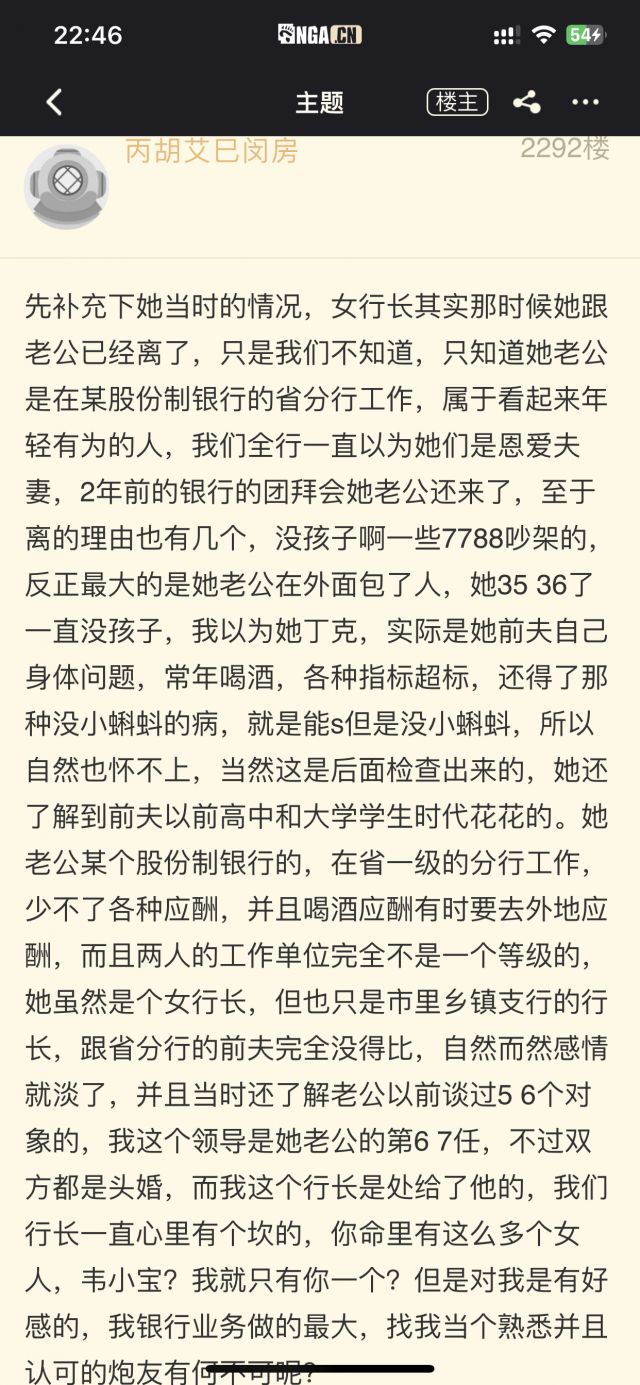 22:46
NGA.CN
54
主题
楼主
丙胡艾巳闵房
2292楼
先补充下她当时的情况，女行长其实那时候她跟
老公已经离了，只是我们不知道，只知道她老公
是在某股份制银行的省分行工作，属于看起来年
轻有为的人，我们全行一直以为她们是恩爱夫
妻，2年前的银行的团拜会她老公还来了，至于
离的理由也有几个，没孩子啊一些7788吵架的，
反正最大的是她老公在外面包了人，她35 36了
一直没孩子，我以为她丁克，实际是她前夫自己
身体问题，常年喝酒，各种指标超标，还得了那
种没小蝌蚪的病，就是能s但是没小蝌蚪，所以
自然也怀不上，当然这是后面检查出来的，她还
了解到前夫以前高中和大学学生时代花花的。她
老公某个股份制银行的，在省一级的分行工作，
少不了各种应酬，并且喝酒应酬有时要去外地应
酬，而且两人的工作单位完全不是一个等级的，
她虽然是个女行长，但也只是市里乡镇支行的行
长，跟省分行的前夫完全没得比，自然而然感情
就淡了，并且当时还了解老公以前谈过5 6个对
象的，我这个领导是她老公的第6 7任，不过双
方都是头婚，而我这个行长是处给了他的，我们
行长一直心里有个坎的，你命里有这么多个女
人，韦小宝？我就只有你一个？但是对我是有好
感的，我银行业务做的最大，找我当个熟悉并且
认可的炮友有何不可呢？